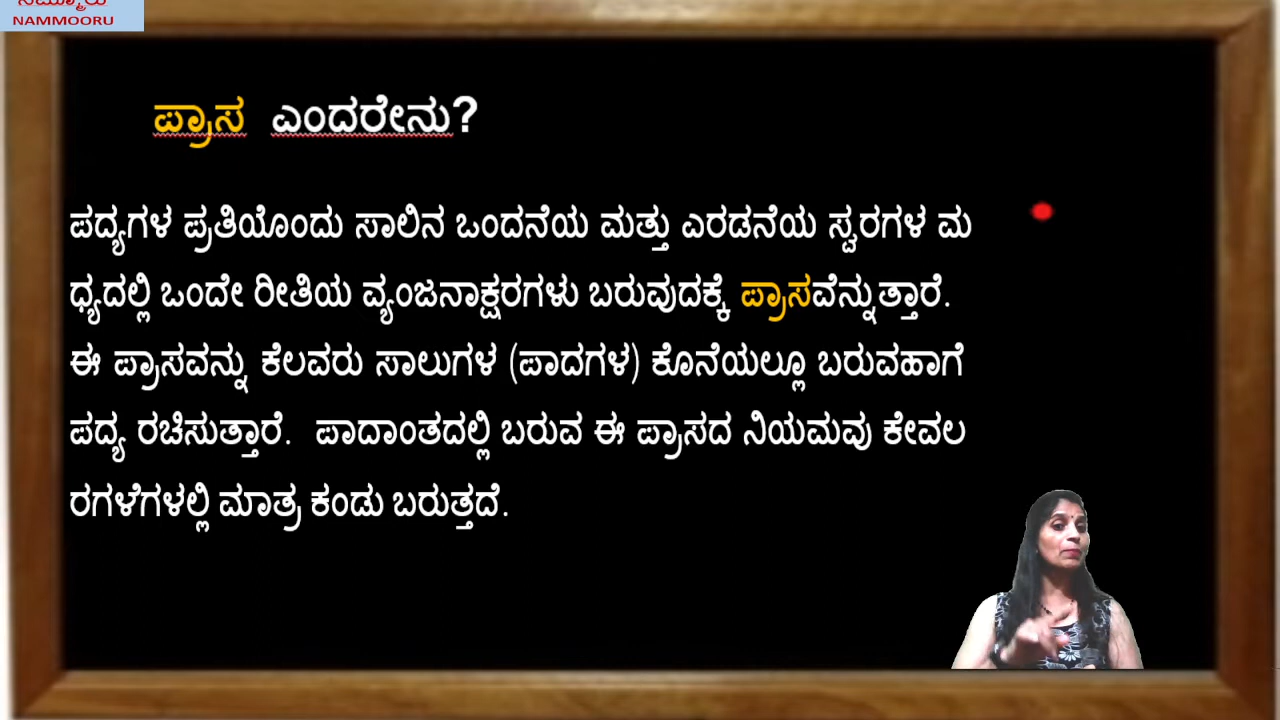 ನಮ್ಮೂರು
NAMMOORU
ಪ್ರಾಸ ಎಂದರೇನು?
ಪದ್ಯಗಳ ಪ್ರತಿಯೊಂದು ಸಾಲಿನ ಒಂದನೆಯ ಮತ್ತು ಎರಡನೆಯ ಸ್ವರಗಳ ಮ
ಧ್ಯದಲ್ಲಿ ಒಂದೇ ರೀತಿಯ ವ್ಯಂಜನಾಕ್ಷರಗಳು ಬರುವುದಕ್ಕೆ ಪ್ರಾಸವೆನ್ನುತ್ತಾರೆ.
ಈ ಪ್ರಾಸವನ್ನು ಕೆಲವರು ಸಾಲುಗಳ (ಪಾದಗಳ) ಕೊನೆಯಲ್ಲೂ ಬರುವಹಾಗೆ
ಪದ್ಯ ರಚಿಸುತ್ತಾರೆ. ಪಾದಾಂತದಲ್ಲಿ ಬರುವ ಈ ಪ್ರಾಸದ ನಿಯಮವು ಕೇವಲ
ರಗಳೆಗಳಲ್ಲಿ ಮಾತ್ರ ಕಂಡು ಬರುತ್ತದೆ.